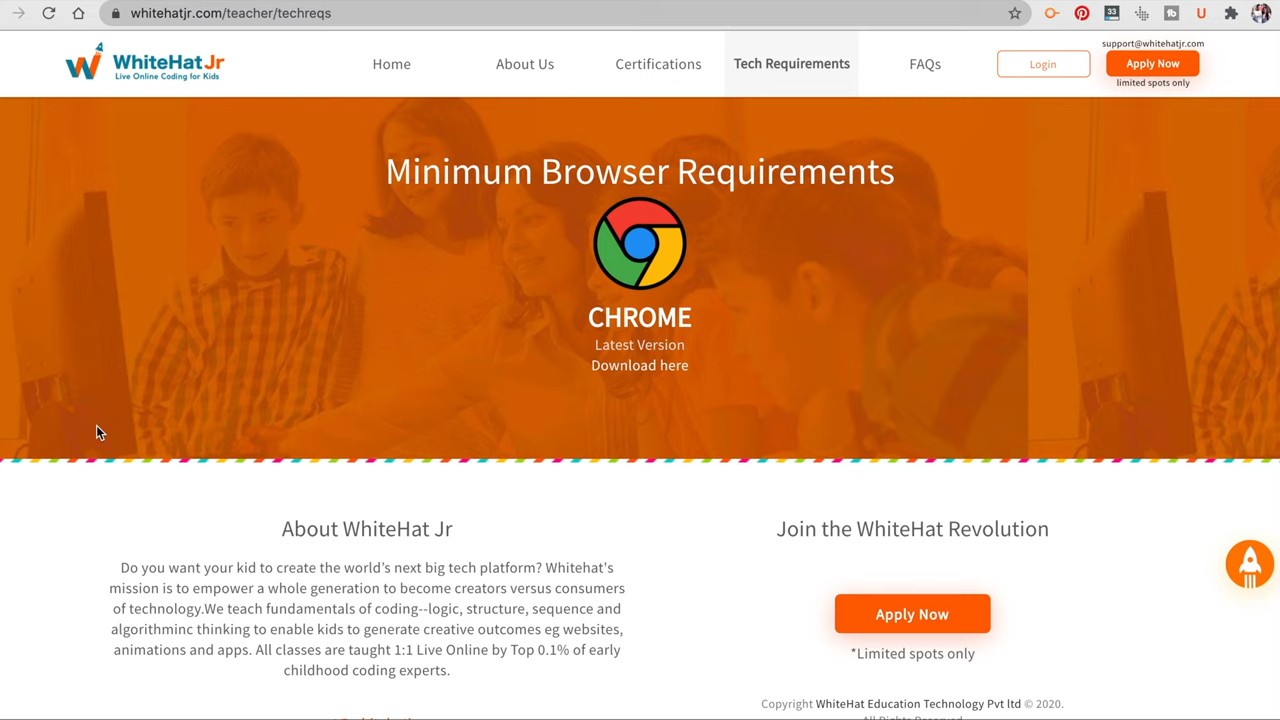 whitehatjr.com/teacher/techreqs
33
tb
U
WhiteHat Jr
Live Online Coding for Kids
Home
About Us
Certifications
Tech Requirements
FAQs
Login
support@whitehatjr.com
Apply Now
limited spots only
Minimum Browser Requirements
CHROME
Latest Version
Download here
About WhiteHat Jr
Do you want your kid to create the world's next big tech platform? Whitehat's
mission is to empower a whole generation to become creators versus consumers
of technology.We teach fundamentals of coding--logic, structure, sequence and
algorithminc thinking to enable kids to generate creative outcomes eg websites,
animations and apps. All classes are taught 1:1 Live Online by Top 0.1% of early
childhood coding experts.
Join the WhiteHat Revolution
Apply Now
*Limited spots only
Copyright WhiteHat Education Technology Pvt ltd © 2020.